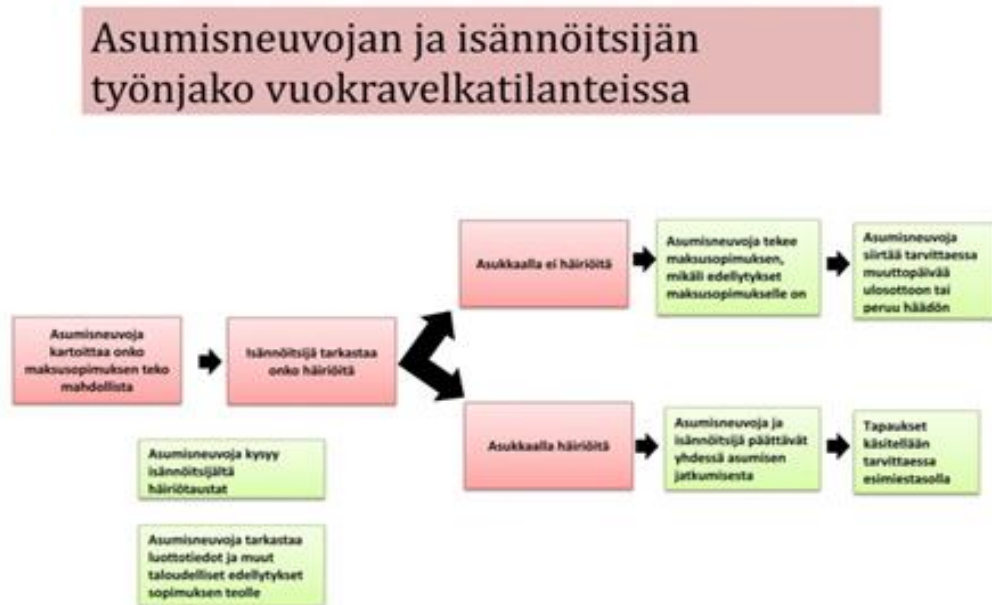 Asumisneuvojan ja isännöitsijän
työnjako vuokravelkatilanteissa
Asumisneuvoja
kartoittaa onko
maksusopimuksen teko
mahdollista
Isännöitsijä tarkastaa
onko häiriöitä
Asukkaalla ei häiriöitä
Asumisneuvoja tekee
maksusopimuksen,
mikäli edellytykset
maksusopimukselle on
Asumisneuvoja
siirtää tarvittaessa
muuttopäivää
ulosottoon tai
peruu häädön
Asukkaalla häiriöitä
Asumisneuvoja ja
isännöitsijä päättävät
yhdessä asumisen
jatkumisesta
Tapaukset
käsitellään
tarvittaessa
esimiestasolla
Asumisneuvoja kysyy
isännöitsijältä
häiriötaustat
Asumisneuvoja tarkastaa
luottotiedot ja muut
taloudelliset edellytykset
sopimuksen teolle